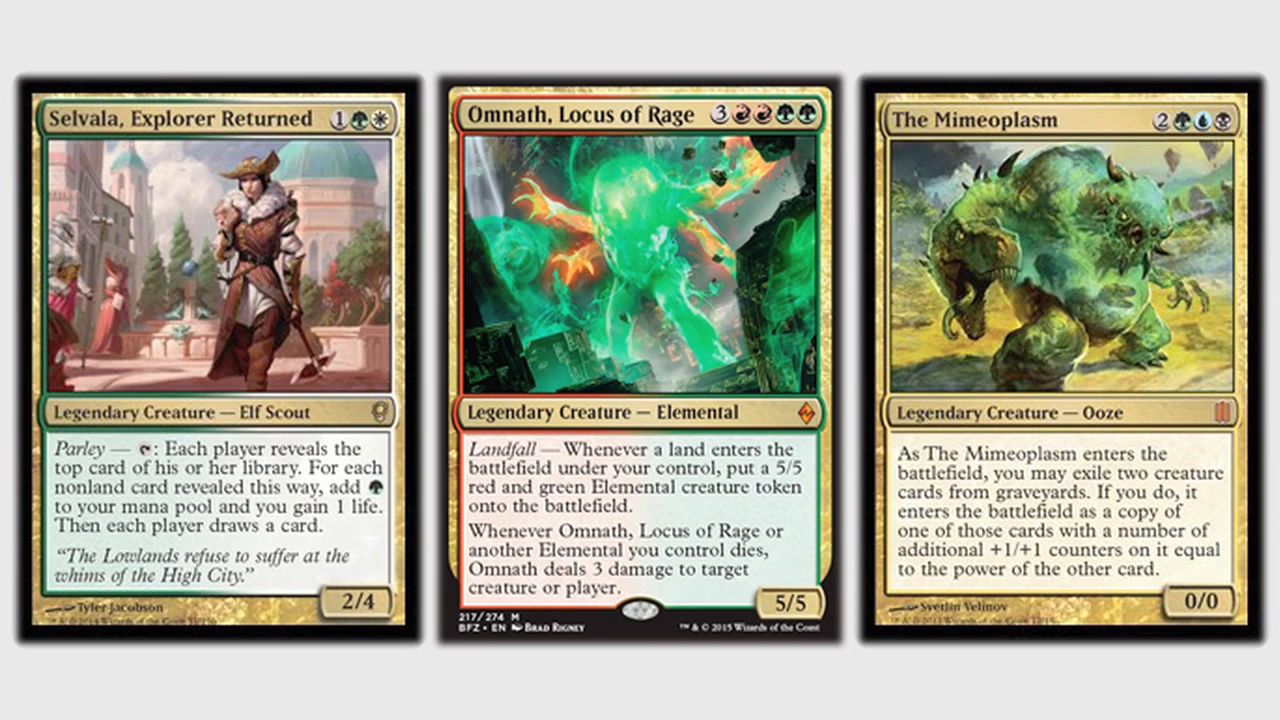 Selvala, Explorer Returned 1
Legendary Creature — Elf Scout
Parley — : Each player reveals the
top card of his or her library. For each
nonland card revealed this way, add
to your mana pool and you gain 1 life.
Then each player draws a card.
“The Lowlands refuse to suffer at the
whims of the High City.”
2/4
Tyler Jacobson
Omnath, Locus of Rage 3
Legendary Creature — Elemental
Landfall — Whenever a land enters the
battlefield under your control, put a 5/5
red and green Elemental creature token
onto the battlefield.
Whenever Omnath, Locus of Rage or
another Elemental you control dies,
Omnath deals 3 damage to target
creature or player.
5/5
217/274 M
BFZ • EN Brad Rigney
™ & © 2015 Wizards of the Coast
The Mimeoplasm 2
Legendary Creature — Ooze
As The Mimeoplasm enters the
battlefield, you may exile two creature
cards from graveyards. If you do, it
enters the battlefield as a copy of
one of those cards with a number of
additional +1/+1 counters on it equal
to the power of the other card.
0/0
Svetlin Velinov